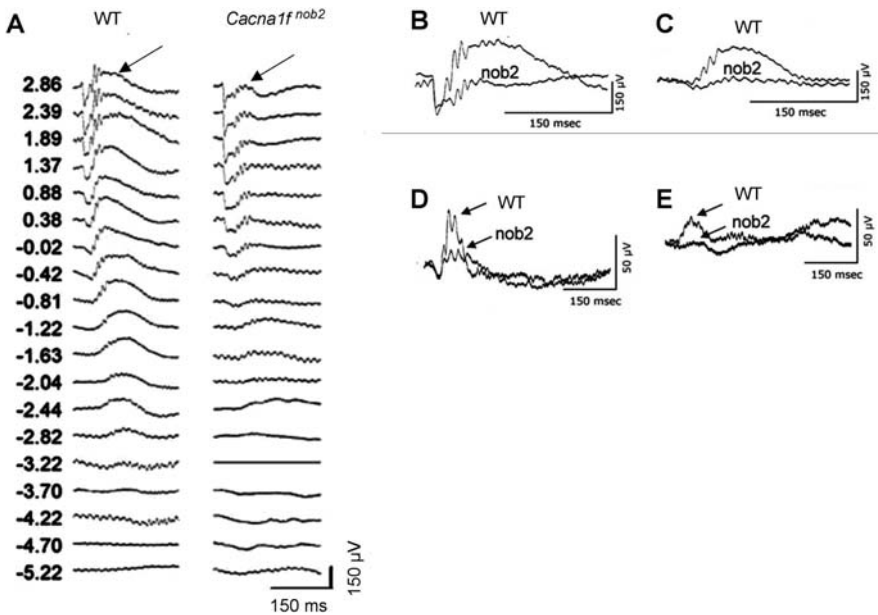 A
WT
Cacna1f nob2
2.86
2.39
1.89
1.37
0.88
0.38
-0.02
-0.42
-0.81
-1.22
-1.63
-2.04
-2.44
-2.82
-3.22
-3.70
-4.22
-4.70
-5.22
150 µV
150 ms
B
WT
nob2
150 µV
150 msec
C
WT
nob2
150 µV
150 msec
D
WT
nob2
50 µV
150 msec
E
WT
nob2
50 µV
150 msec